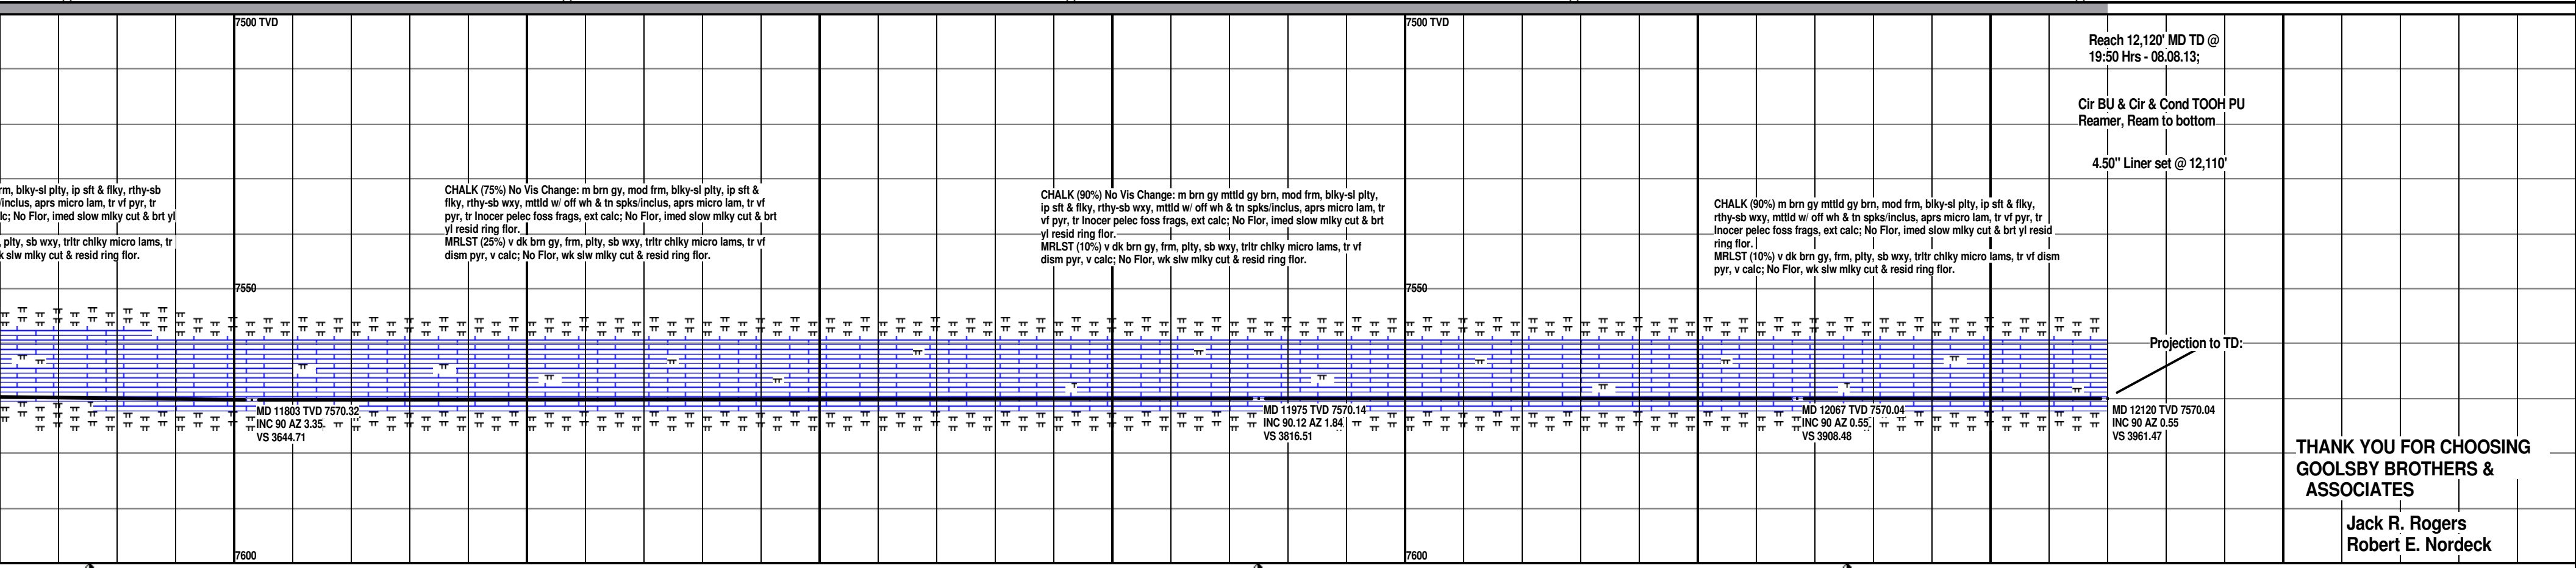 7500 TVD
7500 TVD
Reach 12,120' MD TD @
19:50 Hrs - 08.08.13;
Cir BU & Cir & Cond TOOH PU
Reamer, Ream to bottom
4.50" Liner set @ 12,110'
rm, blky-sl plty, ip sft & flky, rthy-sb
/inclus, aprs micro lam, tr vf pyr, tr
lc; No Flor, imed slow mlky cut & brt yl
, plty, sb wxy, trltr chlky micro lams, tr
k slw mlky cut & resid ring flor.
CHALK (75%) No Vis Change: m brn gy, mod frm, blky-sl plty, ip sft &
flky, rthy-sb wxy, mttld w/ off wh & tn spks/inclus, aprs micro lam, tr vf
pyr, tr Inocer pelec foss frags, ext calc; No Flor, imed slow mlky cut & brt
yl resid ring flor.
MRLST (25%) v dk brn gy, frm, plty, sb wxy, trltr chlky micro lams, tr vf
dism pyr, v calc; No Flor, wk slw mlky cut & resid ring flor.
CHALK (90%) No Vis Change: m brn gy mttld gy brn, mod frm, blky-sl plty,
ip sft & flky, rthy-sb wxy, mttld w/ off wh & tn spks/inclus, aprs micro lam, tr
vf pyr, tr Inocer pelec foss frags, ext calc; No Flor, imed slow mlky cut & brt
yl resid ring flor.
MRLST (10%) v dk brn gy, frm, plty, sb wxy, trltr chlky micro lams, tr vf
dism pyr, v calc; No Flor, wk slw mlky cut & resid ring flor.
CHALK (90%) m brn gy mttld gy brn, mod frm, blky-sl plty, ip sft & flky,
rthy-sb wxy, mttld w/ off wh & tn spks/inclus, aprs micro lam, tr vf pyr, tr
Inocer pelec foss frags, ext calc; No Flor, imed slow mlky cut & brt yl resid
ring flor.
MRLST (10%) v dk brn gy, frm, plty, sb wxy, trltr chlky micro lams, tr vf dism
pyr, v calc; No Flor, wk slw mlky cut & resid ring flor.
7550
7550
Projection to TD:
MD 11803 TVD 7570.32
INC 90 AZ 3.35
VS 3644.71
MD 11975 TVD 7570.14
INC 90.12 AZ 1.84
VS 3816.51
MD 12067 TVD 7570.04
INC 90 AZ 0.55
VS 3908.48
MD 12120 TVD 7570.04
INC 90 AZ 0.55
VS 3961.47
THANK YOU FOR CHOOSING
GOOLSBY BROTHERS &
ASSOCIATES
Jack R. Rogers
Robert E. Nordeck
7600
7600